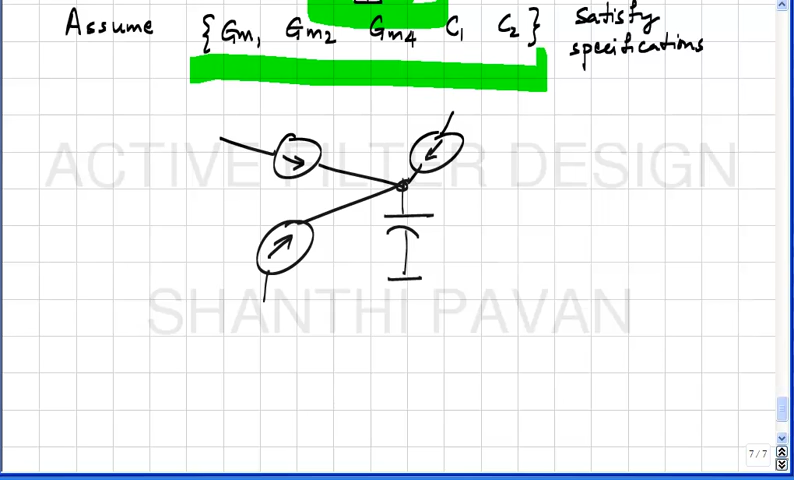 Assume {Gm1 Gm2 Gm4 C1 C2} satisfy
specifications
ACTIVE FILTER DESIGN
SHANTHI PAVAN
7 / 7